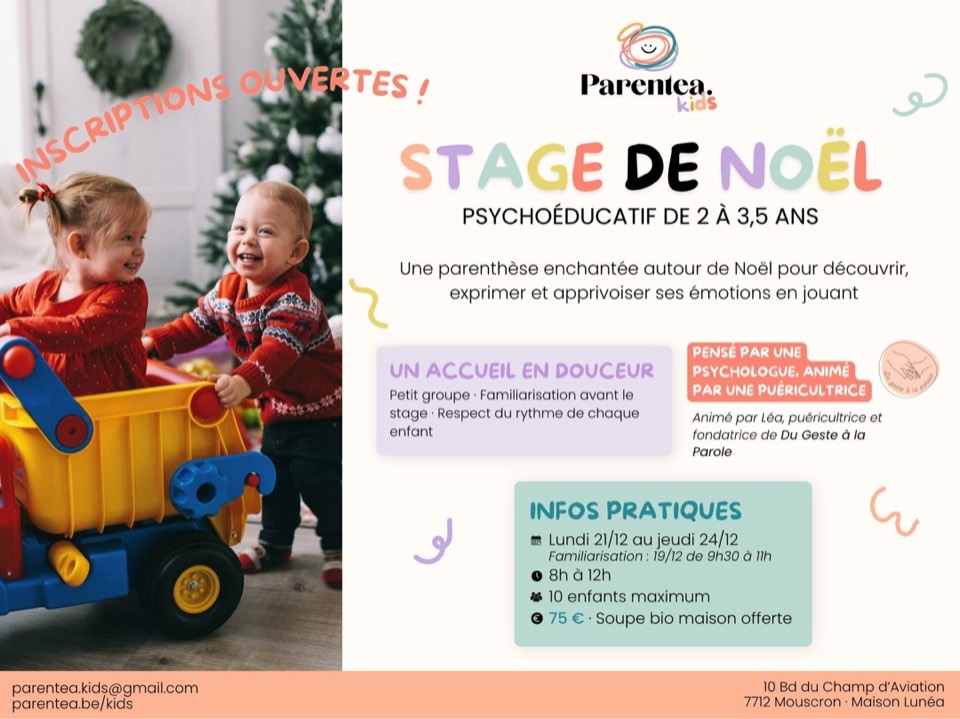 INSCRIPTIONS OUVERTES !
Parentea.
kids
STAGE DE NOËL
PSYCHOÉDUCATIF DE 2 À 3,5 ANS
Une parenthèse enchantée autour de Noël pour découvrir,
exprimer et apprivoiser ses émotions en jouant
UN ACCUEIL EN DOUCEUR
Petit groupe · Familiarisation avant le
stage · Respect du rythme de chaque
enfant
PENSÉ PAR UNE
PSYCHOLOGUE, ANIMÉ
PAR UNE PUÉRICULTRICE
Du geste à la parole
Animé par Léa, puéricultrice et
fondatrice de Du Geste à la
Parole
INFOS PRATIQUES
Lundi 21/12 au jeudi 24/12
Familiarisation : 19/12 de 9h30 à 11h
8h à 12h
10 enfants maximum
75 € · Soupe bio maison offerte
parentea.kids@gmail.com
parentea.be/kids
10 Bd du Champ d’Aviation
7712 Mouscron · Maison Lunéa